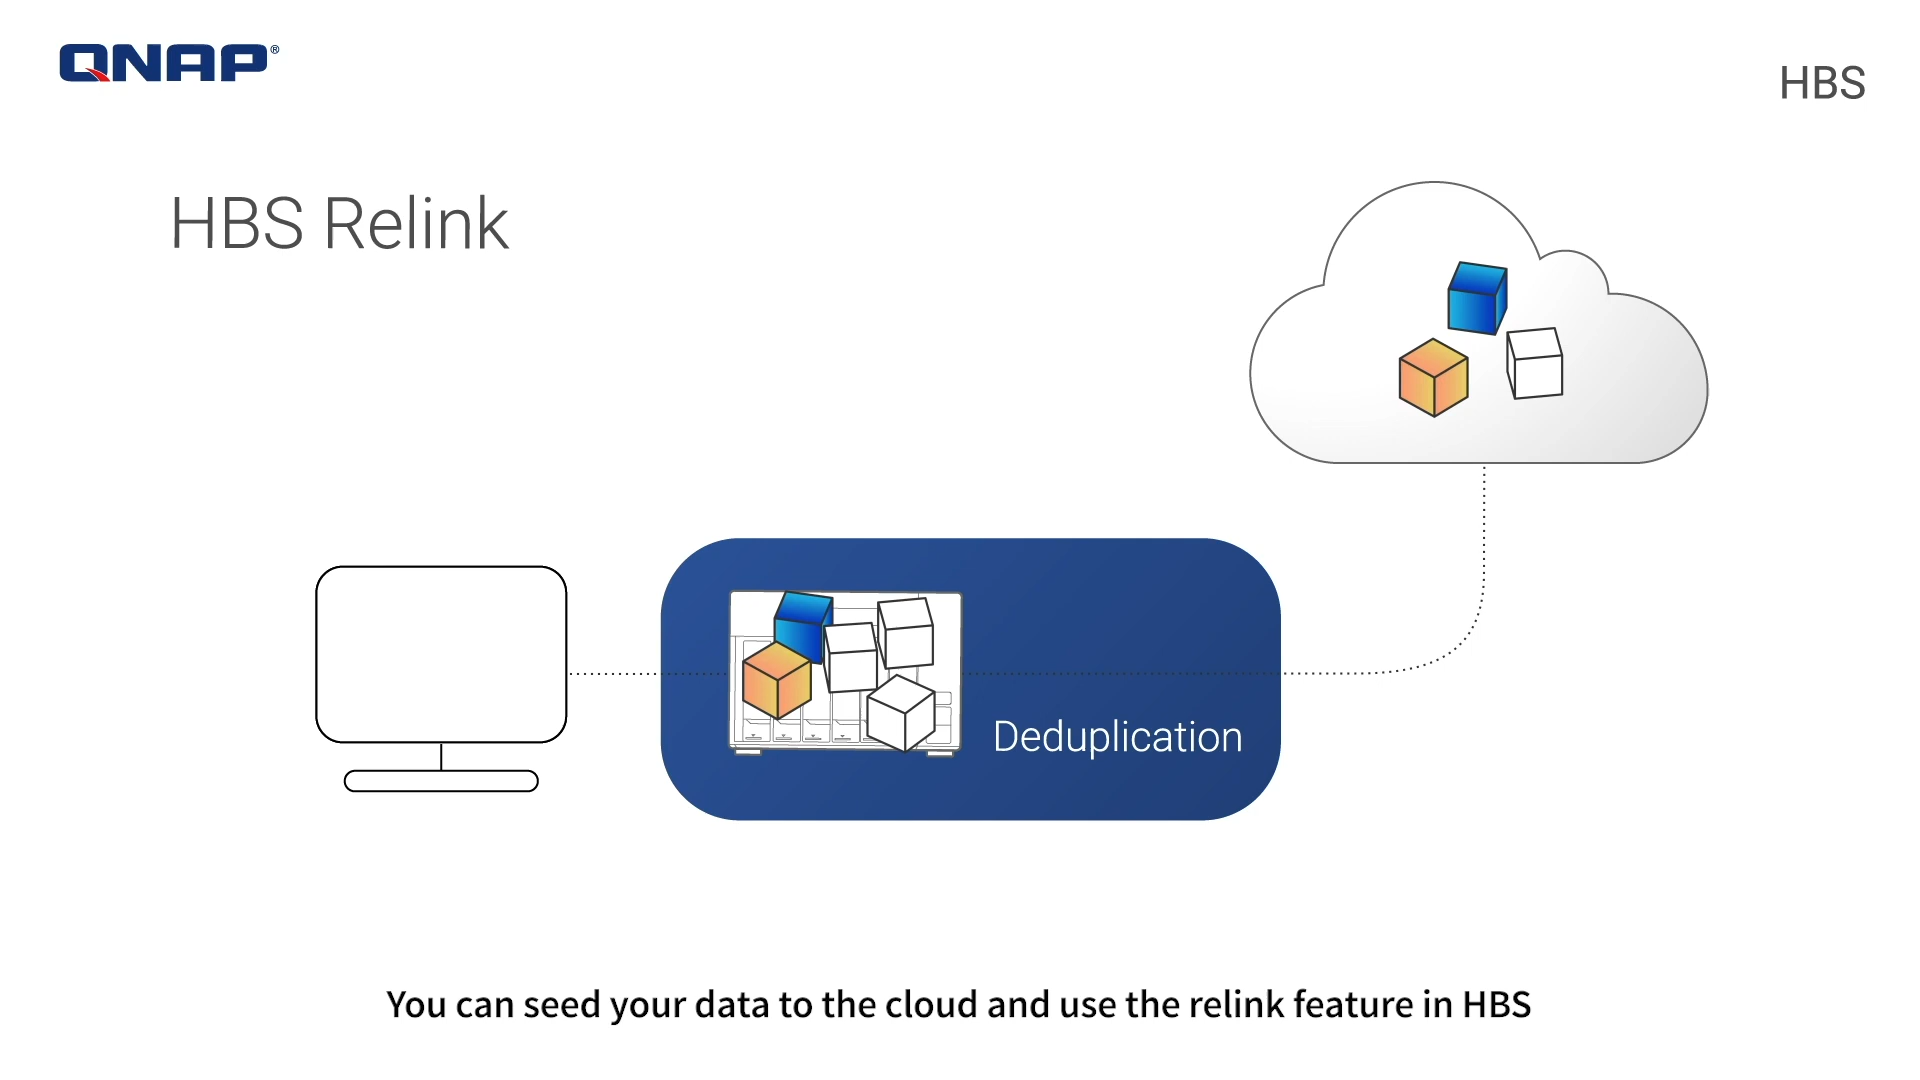 QNAP®
HBS
HBS Relink
Deduplication
You can seed your data to the cloud and use the relink feature in HBS